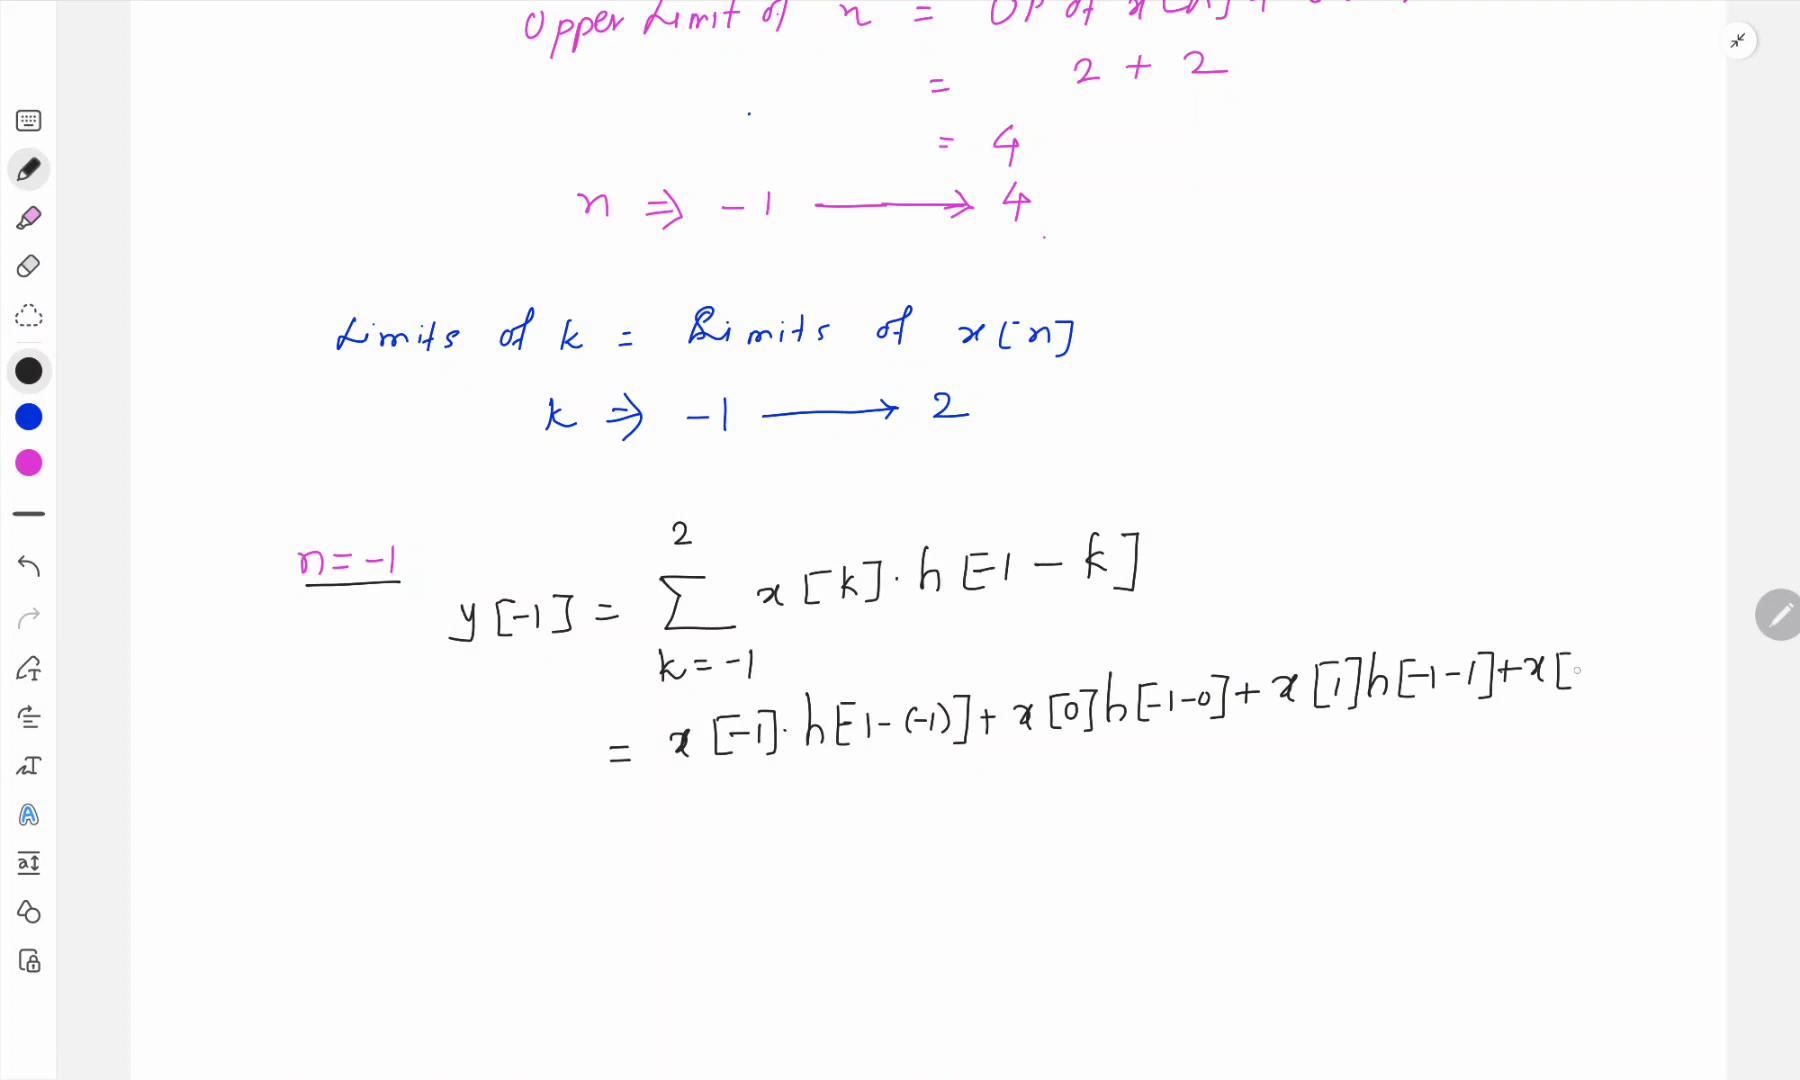 Upper Limit of n = UP of x[n] +
= 2 + 2
= 4
n ⇒ -1 → 4
Limits of k = Limits of x[n]
k ⇒ -1 → 2
n = -1
y[-1] = 2 ∑ k=-1 x[k]·h[-1-k]
= x[-1]·h[-1-(-1)] + x[0]h[-1-0] + x[1]h[-1-1] + x[